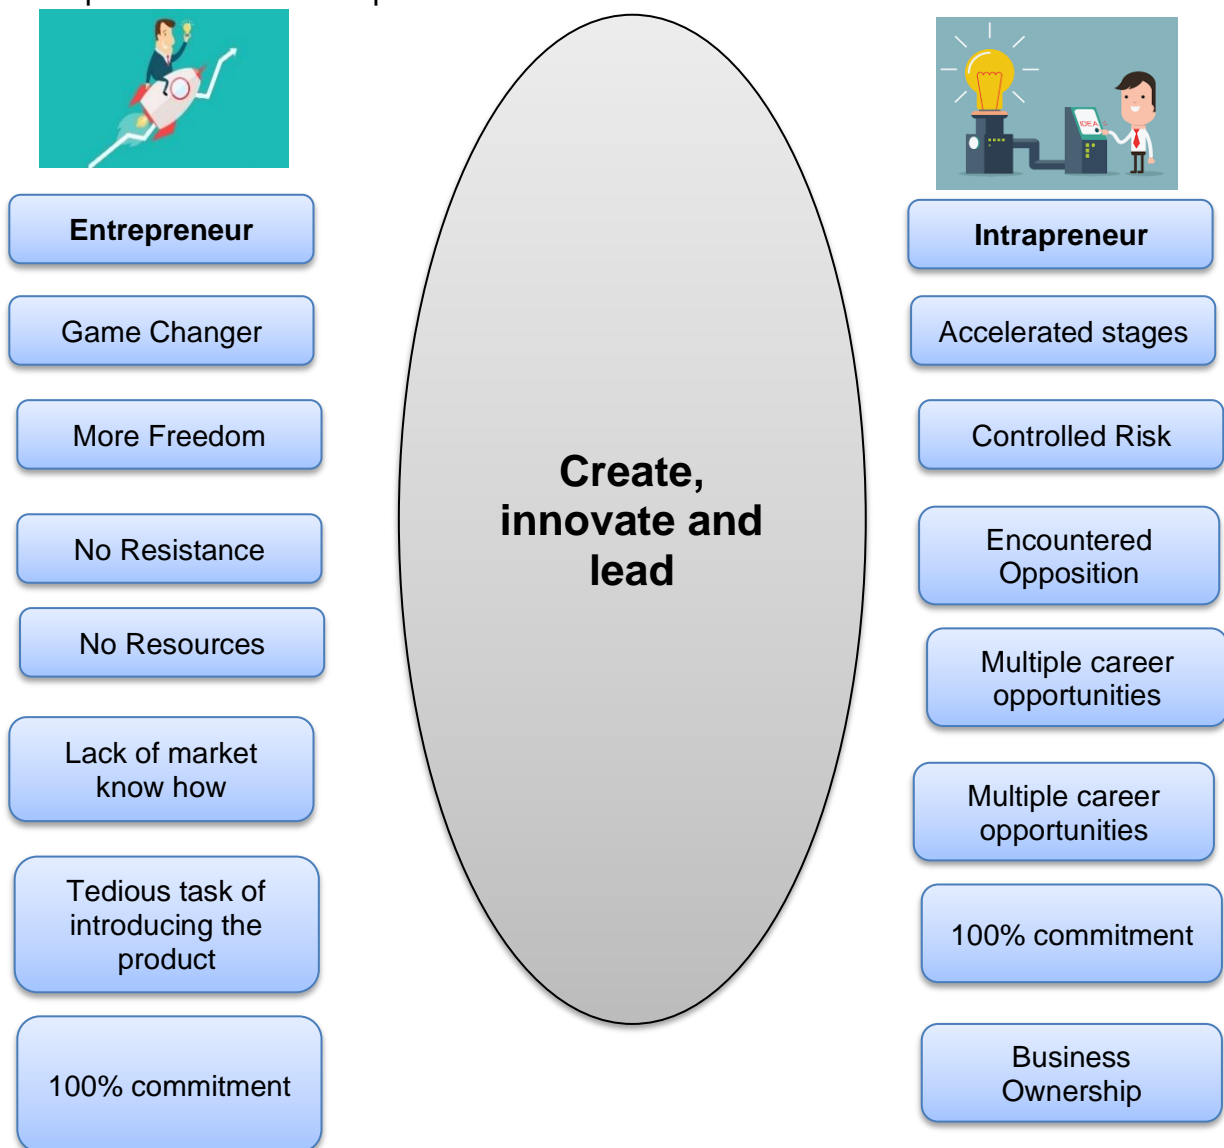 Entrepreneur
Game Changer
More Freedom
No Resistance
No Resources
Lack of market
know how
Tedious task of
introducing the
product
100% commitment
Create,
innovate and
lead
IDEA
Intrapreneur
Accelerated stages
Controlled Risk
Encountered
Opposition
Multiple career
opportunities
Multiple career
opportunities
100% commitment
Business
Ownership